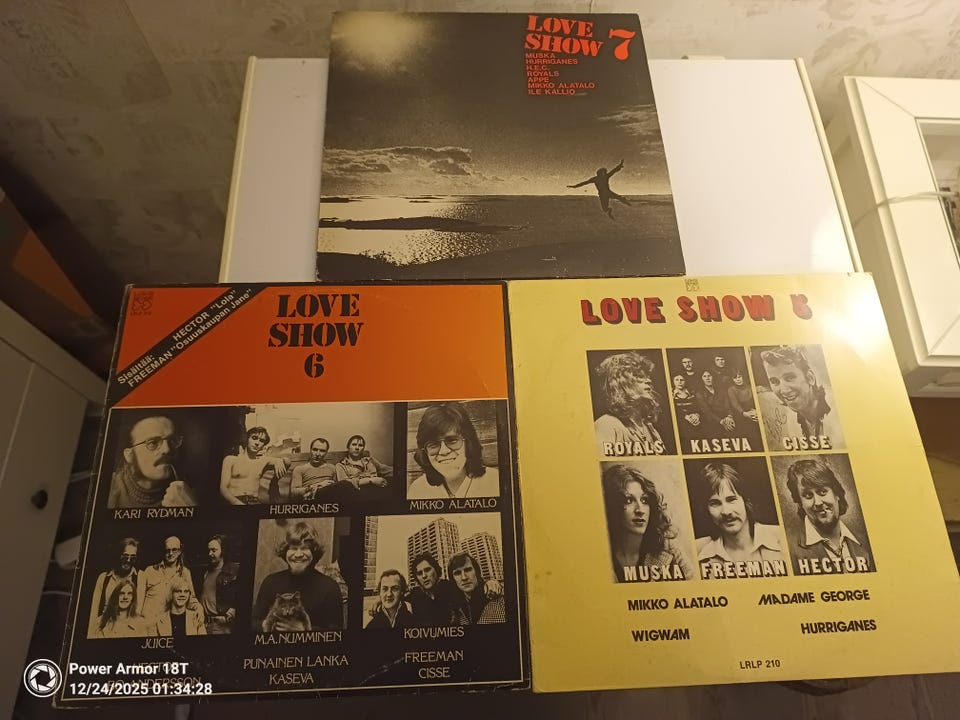 LOVE
SHOW 7
MUSKA
HURRIGANES
H.E.C.
ROYALS
APPE
MIKKO ALATALO
ILE KALLIO
Sisältää: HECTOR "Lola"
FREEMAN "Osuuskaupan Jane"
LOVE
SHOW
6
KARI RYDMAN
HURRIGANES
MIKKO ALATALO
JUICE
M.A.NUMMINEN
KOIVUMIES
HECTOR
PUNAINEN LANKA
KASEVA
FREEMAN
CISSE
LOVE SHOW
ROYALS
KASEVA
CISSE
MUSKA
FREEMAN
HECTOR
MIKKO ALATALO
MADAME GEORGE
WIGWAM
HURRIGANES
LRLP 210
Power Armor 18T
12/24/2025 01:34:28